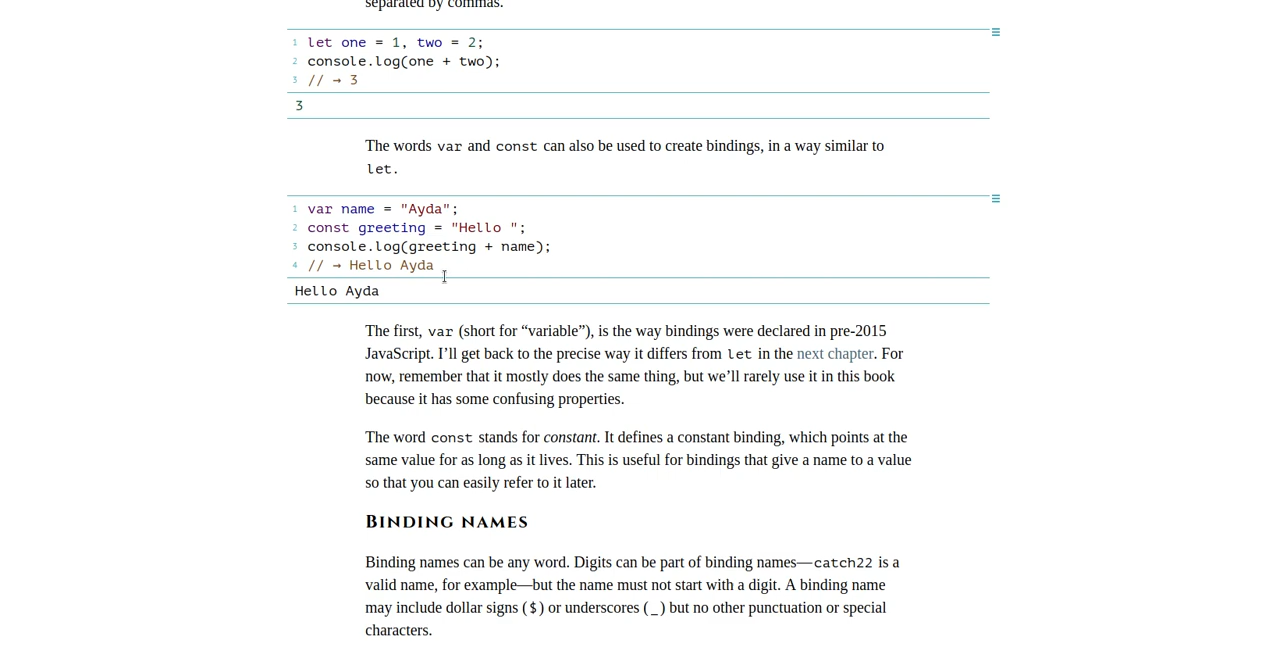 separated by commas.
1 let one = 1, two = 2;
2 console.log(one + two);
3 // → 3
3
The words var and const can also be used to create bindings, in a way similar to
let.
1 var name = "Ayda";
2 const greeting = "Hello ";
3 console.log(greeting + name);
4 // → Hello Ayda
Hello Ayda
The first, var (short for “variable”), is the way bindings were declared in pre-2015
JavaScript. I’ll get back to the precise way it differs from let in the next chapter. For
now, remember that it mostly does the same thing, but we’ll rarely use it in this book
because it has some confusing properties.
The word const stands for constant. It defines a constant binding, which points at the
same value for as long as it lives. This is useful for bindings that give a name to a value
so that you can easily refer to it later.
Binding names
Binding names can be any word. Digits can be part of binding names—catch22 is a
valid name, for example—but the name must not start with a digit. A binding name
may include dollar signs ($) or underscores (_) but no other punctuation or special
characters.